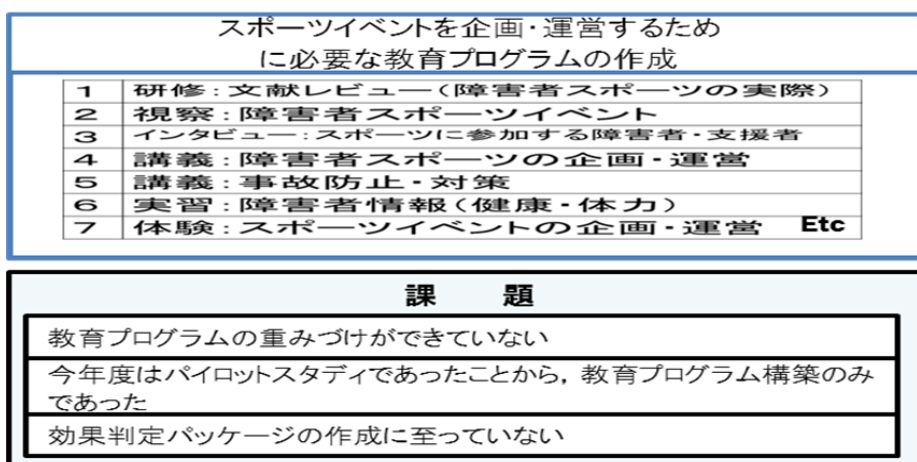 スポーツイベントを企画・運営するため
に必要な教育プログラムの作成
1 研修：文献レビュー（障害者スポーツの実際）
2 視察：障害者スポーツイベント
3 インタビュー：スポーツに参加する障害者・支援者
4 講義：障害者スポーツの企画・運営
5 講義：事故防止・対策
6 実習：障害者情報（健康・体力）
7 体験：スポーツイベントの企画・運営 Etc
課 題
教育プログラムの重みづけができていない
今年度はパイロットスタディであったことから，教育プログラム構築のみ
であった
効果判定パッケージの作成に至っていない